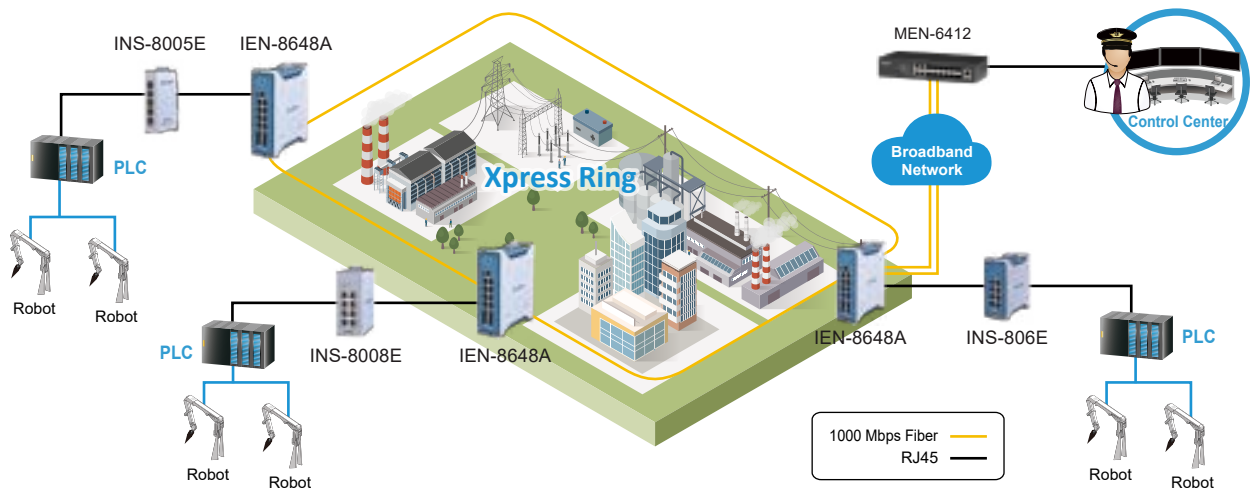 INS-8005E
IEN-8648A
MEN-6412
Control Center
Broadband
Network
PLC
Xpress Ring
Robot
Robot
INS-8008E
IEN-8648A
IEN-8648A
INS-806E
PLC
PLC
Robot
Robot
Robot
Robot
1000 Mbps Fiber
RJ45